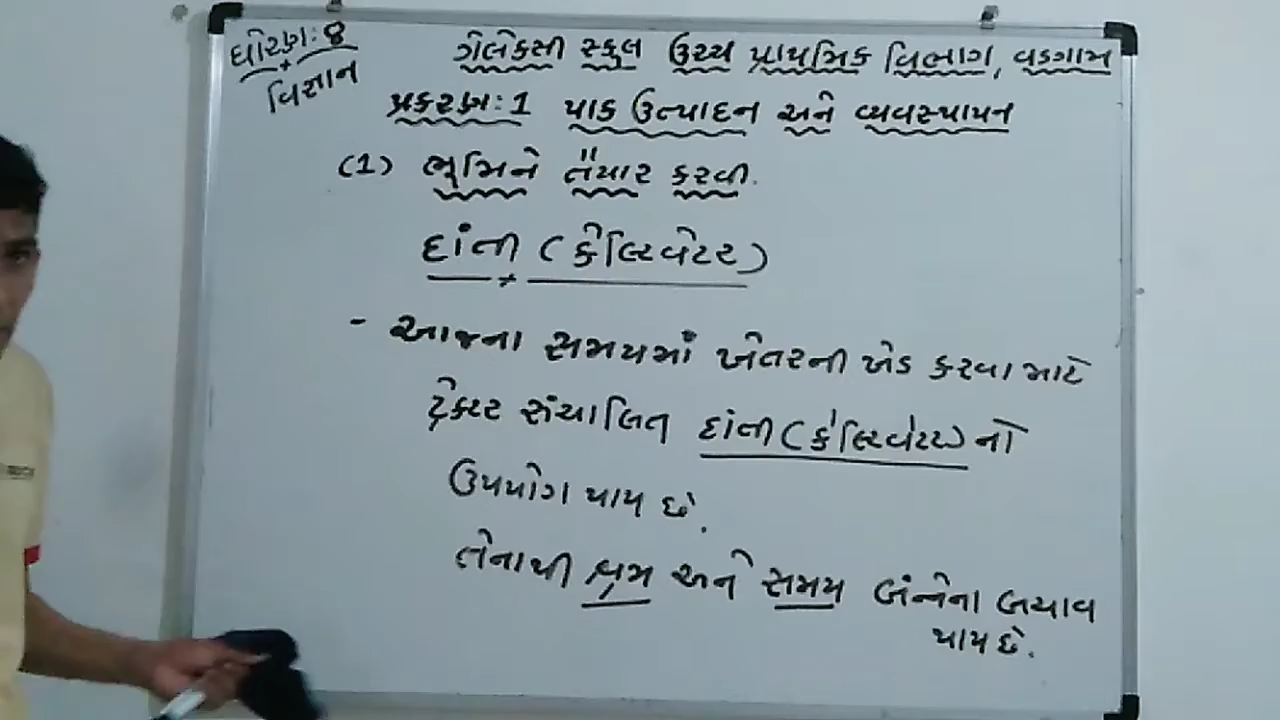 ધોરણ: 8
વિજ્ઞાન
ગેલેક્સી સ્કુલ ઉચ્ચ પ્રાથમિક વિભાગ, વડગામ
પ્રકરણ: 1 પાક ઉત્પાદન અને વ્યવસ્થાપન
(1) ભૂમિને તૈયાર કરવી.
દાંતી (કલ્ટિવેટર)
- આજના સમયમાં ખેતરની ખેડ કરવા માટે
ટ્રેક્ટર સંચાલિત દાંતી (કલ્ટિવેટર) નો
ઉપયોગ થાય છે.
તેનાથી શ્રમ અને સમય બંન્નેના બચાવ
થાય છે.